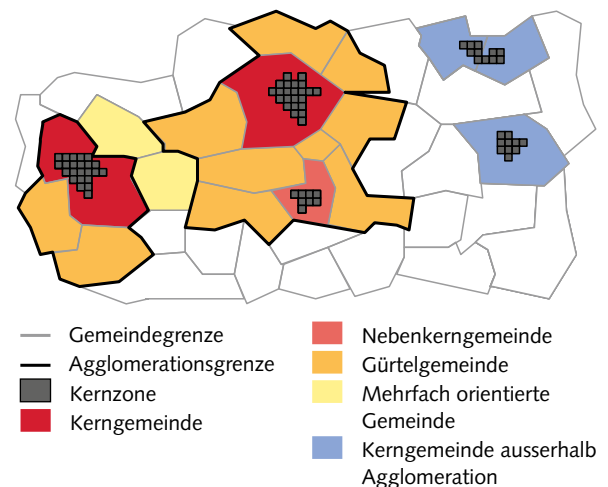 Gemeindegrenze
Agglomerationsgrenze
Kernzone
Kerngemeinde
Nebenkerngemeinde
Gürtelgemeinde
Mehrfach orientierte
Gemeinde
Kerngemeinde ausserhalb
Agglomeration